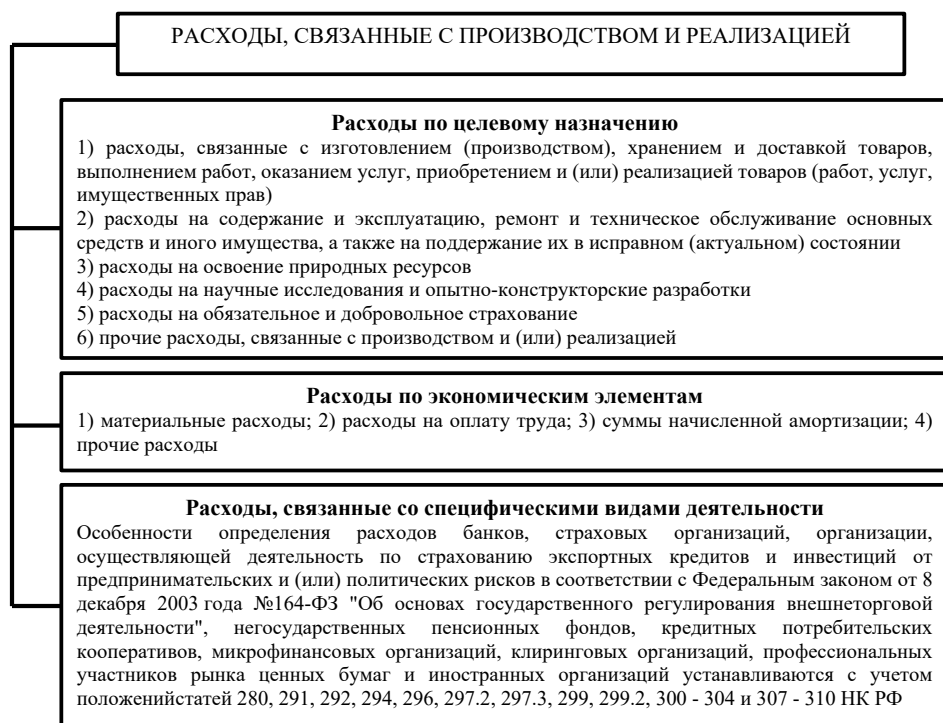 РАСХОДЫ, СВЯЗАННЫЕ С ПРОИЗВОДСТВОМ И РЕАЛИЗАЦИЕЙ
Расходы по целевому назначению
1) расходы, связанные с изготовлением (производством), хранением и доставкой товаров,
выполнением работ, оказанием услуг, приобретением и (или) реализацией товаров (работ, услуг,
имущественных прав)
2) расходы на содержание и эксплуатацию, ремонт и техническое обслуживание основных
средств и иного имущества, а также на поддержание их в исправном (актуальном) состоянии
3) расходы на освоение природных ресурсов
4) расходы на научные исследования и опытно-конструкторские разработки
5) расходы на обязательное и добровольное страхование
6) прочие расходы, связанные с производством и (или) реализацией
Расходы по экономическим элементам
1) материальные расходы; 2) расходы на оплату труда; 3) суммы начисленной амортизации; 4)
прочие расходы
Расходы, связанные со специфическими видами деятельности
Особенности определения расходов банков, страховых организаций, организации,
осуществляющей деятельность по страхованию экспортных кредитов и инвестиций от
предпринимательских и (или) политических рисков в соответствии с Федеральным законом от 8
декабря 2003 года №164-ФЗ "Об основах государственного регулирования внешнеторговой
деятельности", негосударственных пенсионных фондов, кредитных потребительских
кооперативов, микрофинансовых организаций, клиринговых организаций, профессиональных
участников рынка ценных бумаг и иностранных организаций устанавливаются с учетом
положенийстатей 280, 291, 292, 294, 296, 297.2, 297.3, 299, 299.2, 300 - 304 и 307 - 310 НК РФ